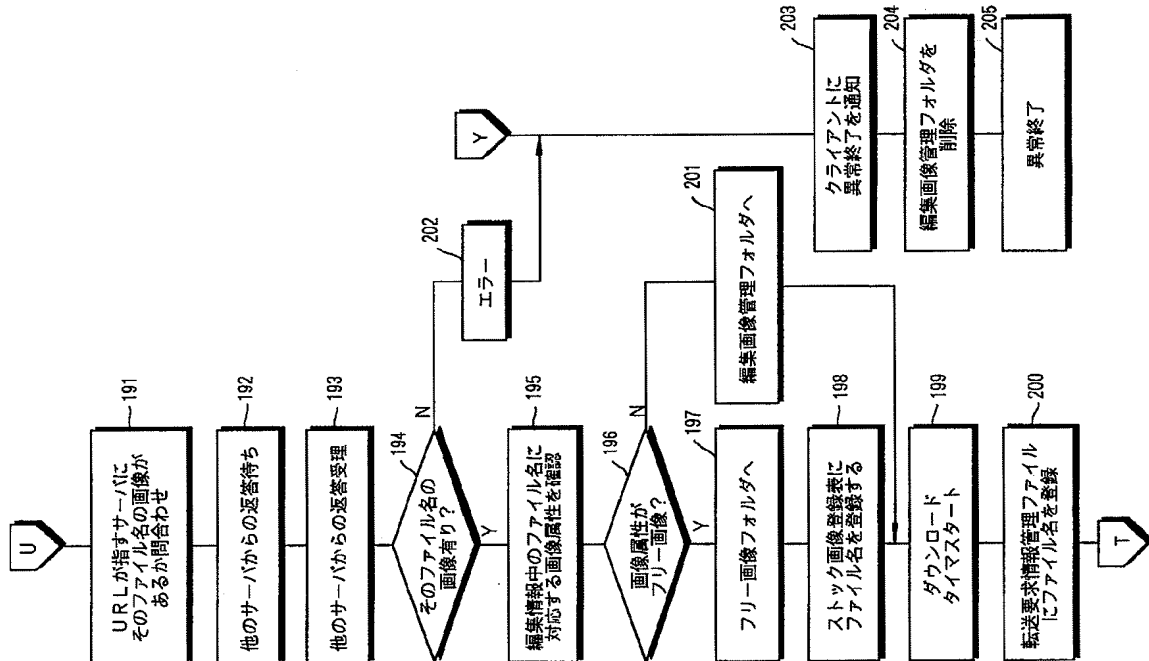 U
191
URLが指すサーバに
そのファイル名の画像が
あるか問合わせ
192
他のサーバからの返答待ち
193
他のサーバからの返答受理
194
そのファイル名の
画像有り？
N
Y
202
エラー
Y
195
編集情報中のファイル名に
対応する画像属性を確認
196
画像属性が
フリー画像？
N
Y
197
フリー画像フォルダへ
201
編集画像管理フォルダへ
198
ストック画像登録表に
ファイル名を登録する
199
ダウンロード
タイマスタート
200
転送要求情報管理ファイル
にファイル名を登録
T
203
クライアントに
異常終了を通知
204
編集画像管理フォルダを
削除
205
異常終了